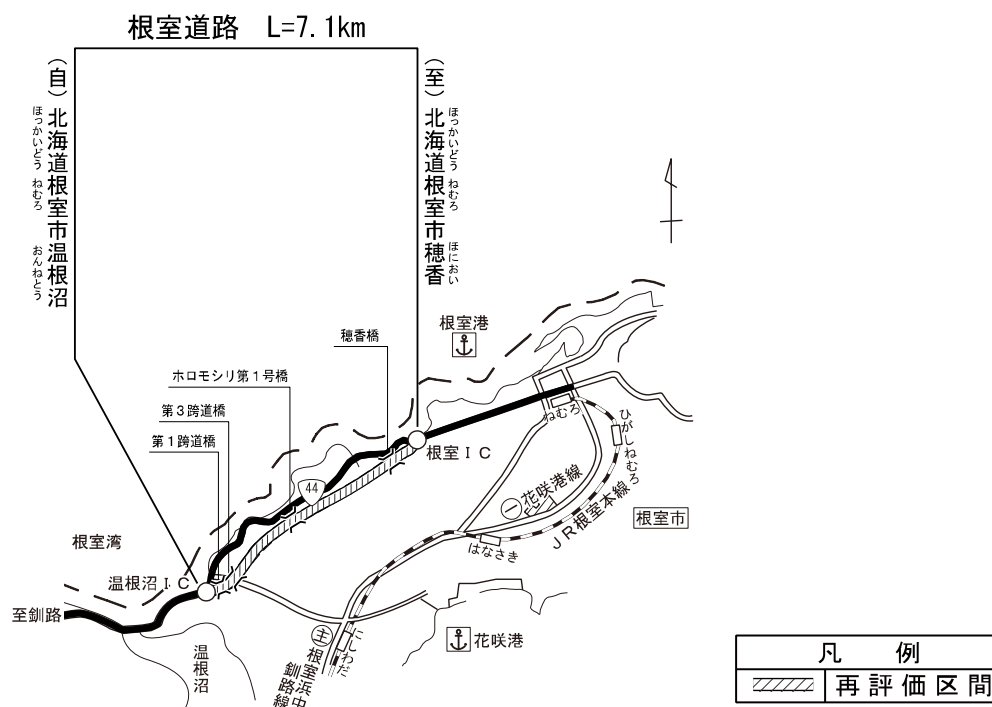 根室道路 L=7.1km
（自）北海道根室市温根沼
ほっかいどう ねむろ おんねとう
（至）北海道根室市穂香
ほっかいどう ねむろ ほにおい
穂香橋
根室港
ホロモシリ第1号橋
第3跨道橋
第1跨道橋
ねむろ
ひがしねむろ
根室IC
44
一 花咲港線
JR根室本線
根室市
はなさき
根室湾
温根沼IC
至釧路
主 根室浜中釧路線
にしわだ
花咲港
温根沼
凡例
再評価区間